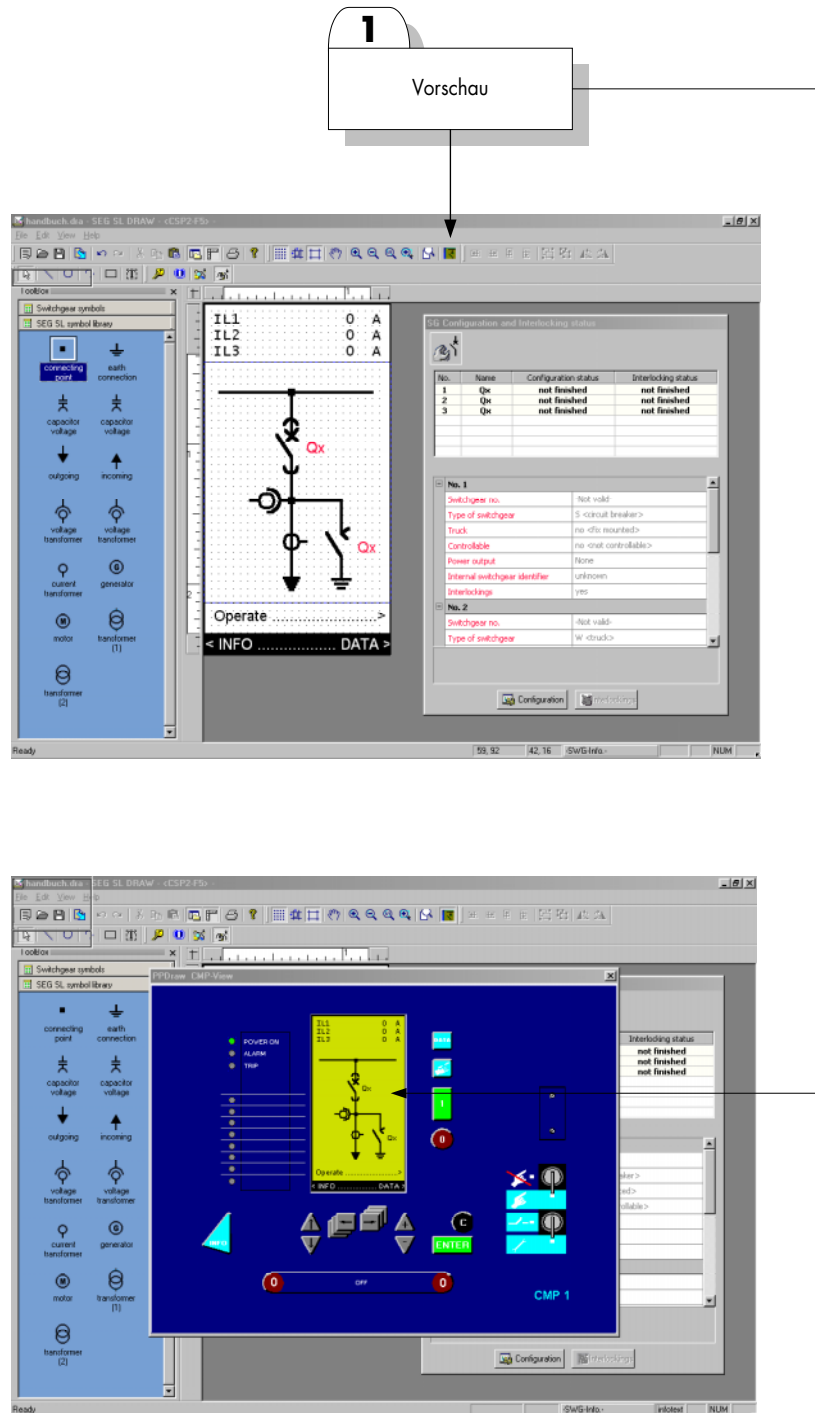 1
Vorschau
handbuch.dra - SEG SL DRAW - <CSP2-F5> -
File Edit View Help
Toolbox
Switchgear symbols
SEG SL symbol library
connecting point
earth connection
capacitor voltage
capacitor voltage
outgoing
incoming
voltage transformer
voltage transformer
current transformer
generator
motor
transformer (1)
transformer (2)
IL1 0 A
IL2 0 A
IL3 0 A
Qx
Qx
Operate ......................>
< INFO .................. DATA >
SG Configuration and Interlocking status
No. Name Configuration status Interlocking status
1 Qx not finished not finished
2 Qx not finished not finished
3 Qx not finished not finished
No. 1
Switchgear no. -Not valid-
Type of switchgear S <circuit breaker>
Truck no <fix mounted>
Controllable no <not controllable>
Power output None
Internal switchgear identifier unknown
Interlockings yes
No. 2
Switchgear no. -Not valid-
Type of switchgear W <truck>
Configuration
Interlockings
Ready 59, 92 42, 16 -SWG-Info.- NUM
handbuch.dra - SEG SL DRAW - <CSP2-F5> -
File Edit View Help
Toolbox
Switchgear symbols
SEG SL symbol library
connecting point
earth connection
capacitor voltage
capacitor voltage
outgoing
incoming
voltage transformer
voltage transformer
current transformer
generator
motor
transformer (1)
transformer (2)
PPDraw CMP-View
POWER ON
ALARM
TRIP
IL1 0 A
IL2 0 A
IL3 0 A
Qx
Qx
Operate ......................>
< INFO .......... DATA >
DATA
I
0
INFO
C
ENTER
0 OFF 0
CMP 1
Interlocking status
not finished
not finished
not finished
Configuration
Interlockings
Ready -SWG-Info.- infotext NUM